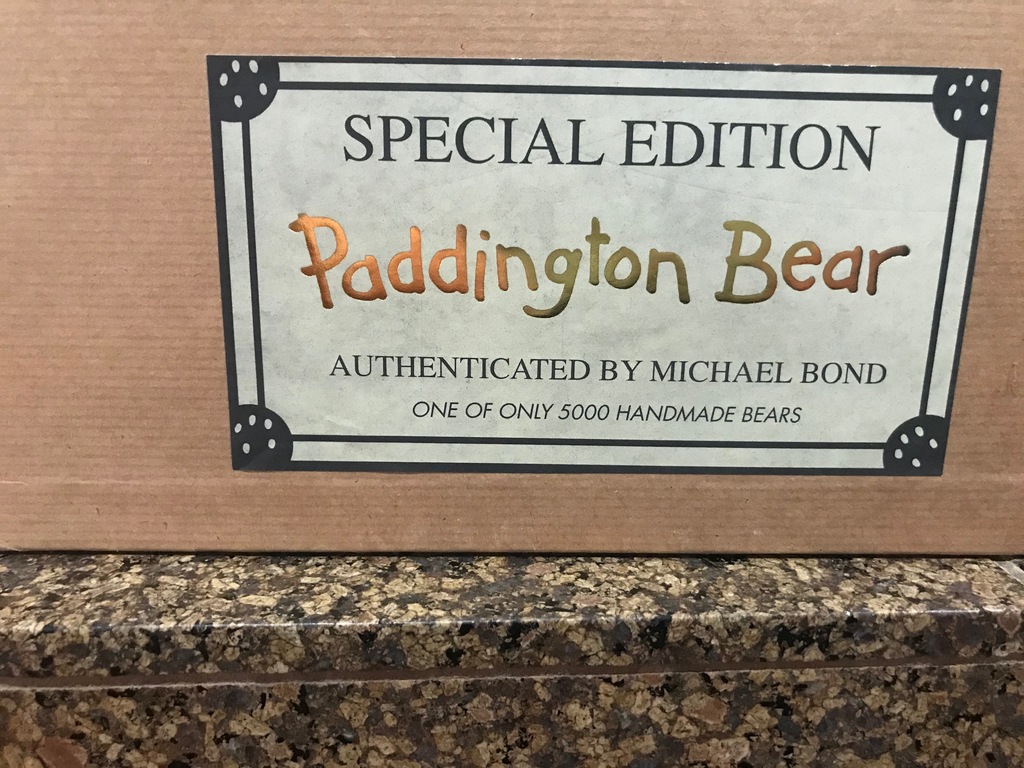 SPECIAL EDITION
Paddington Bear
AUTHENTICATED BY MICHAEL BOND
ONE OF ONLY 5000 HANDMADE BEARS